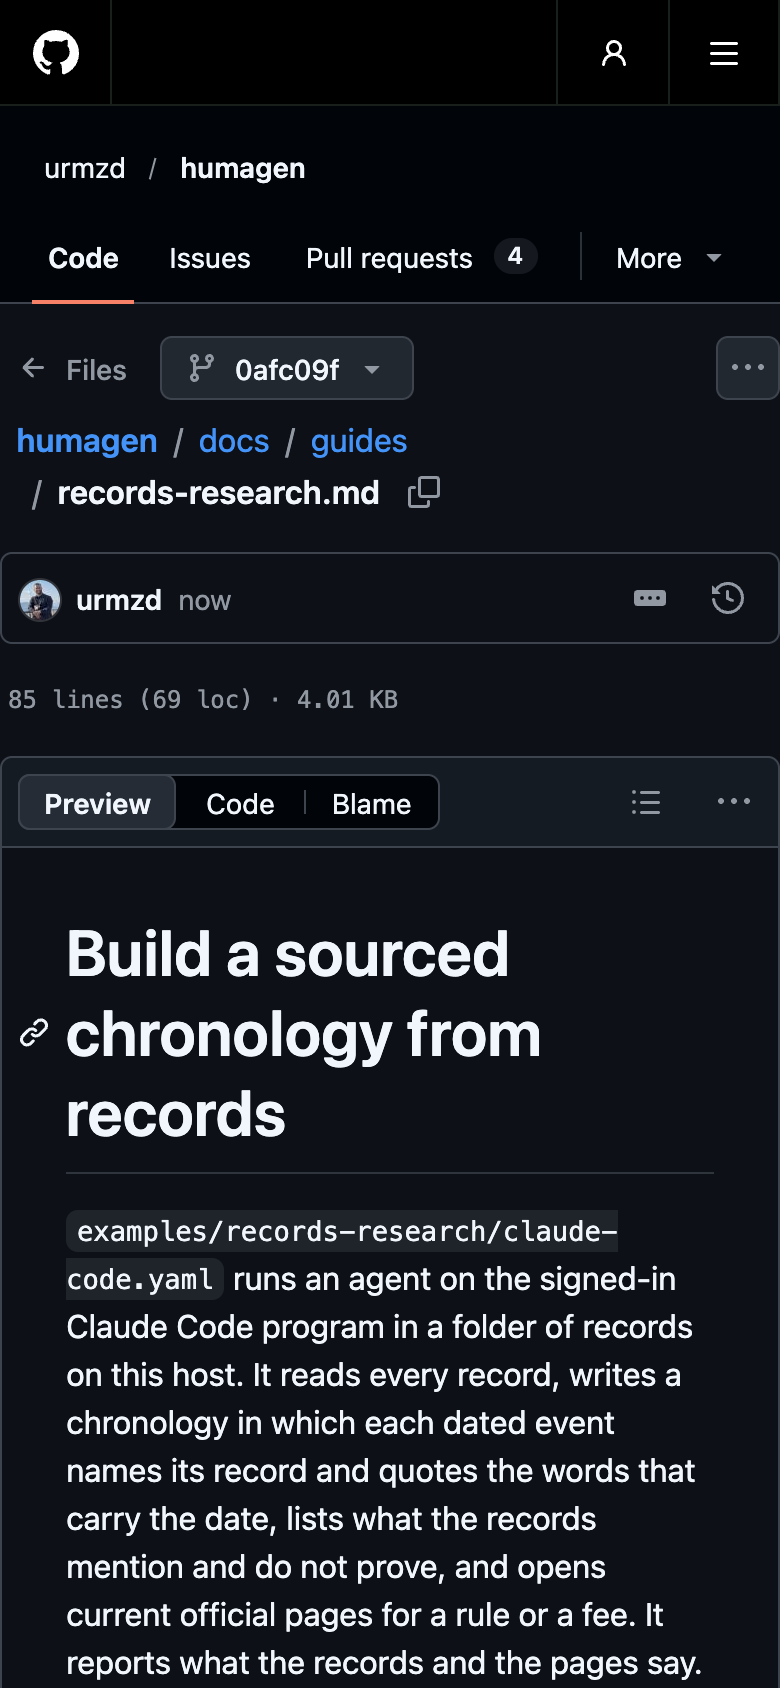 urmzd / humagen
Code Issues Pull requests 4 More
Files 0afc09f
humagen / docs / guides
/ records-research.md
urmzd now
85 lines (69 loc) · 4.01 KB
Preview Code Blame
Build a sourced
chronology from
records
examples/records-research/claude-
code.yaml runs an agent on the signed-in
Claude Code program in a folder of records
on this host. It reads every record, writes a
chronology in which each dated event
names its record and quotes the words that
carry the date, lists what the records
mention and do not prove, and opens
current official pages for a rule or a fee. It
reports what the records and the pages say.